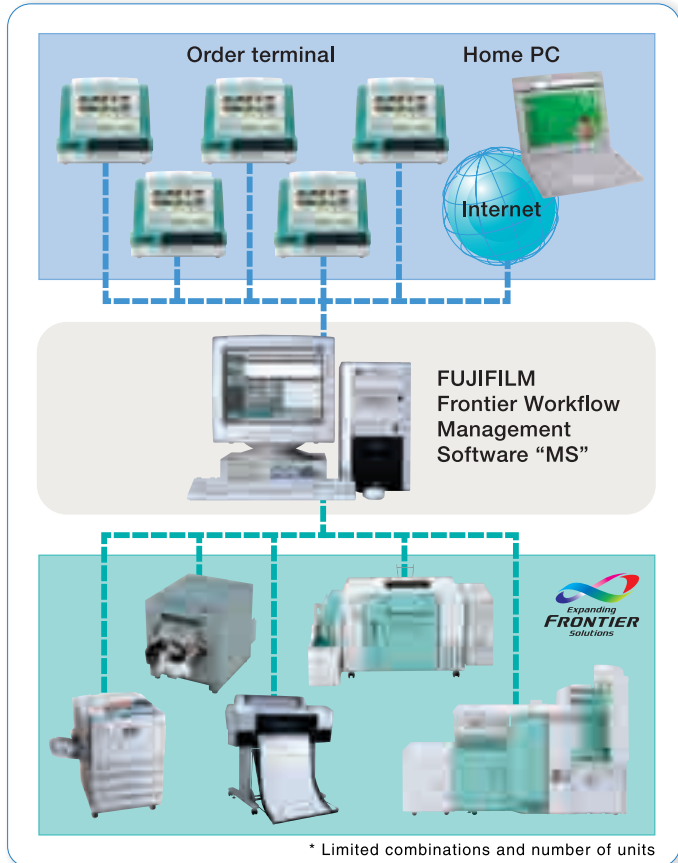 Order terminal
Home PC
Internet
FUJIFILM
Frontier Workflow
Management
Software “MS”
Expanding
FRONTIER
Solutions
* Limited combinations and number of units